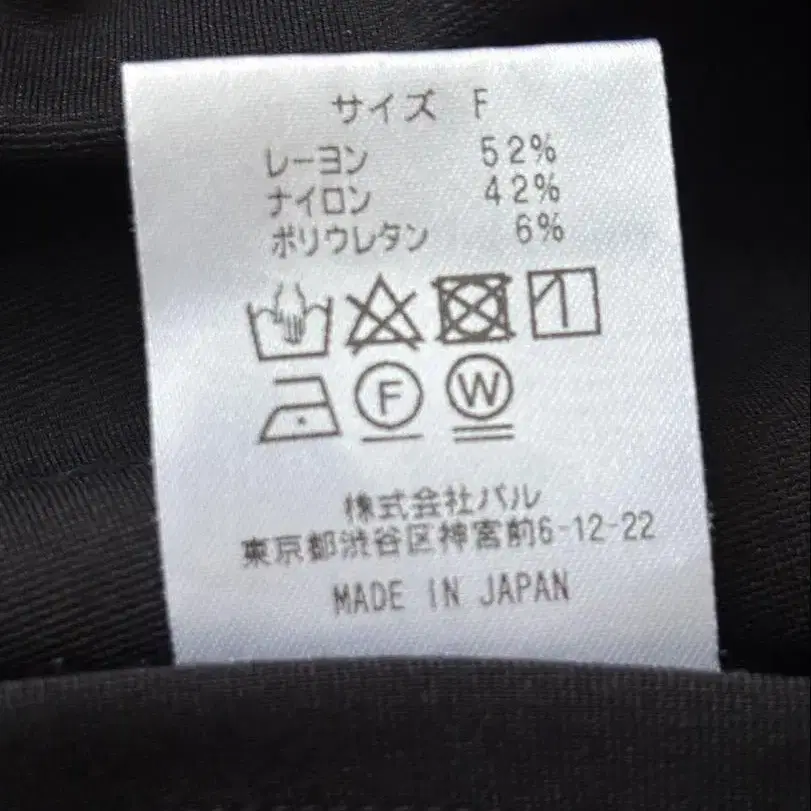 サイズ F
レーヨン 52%
ナイロン 42%
ポリウレタン 6%
F W
株式会社パル
東京都渋谷区神宮前6-12-22
MADE IN JAPAN